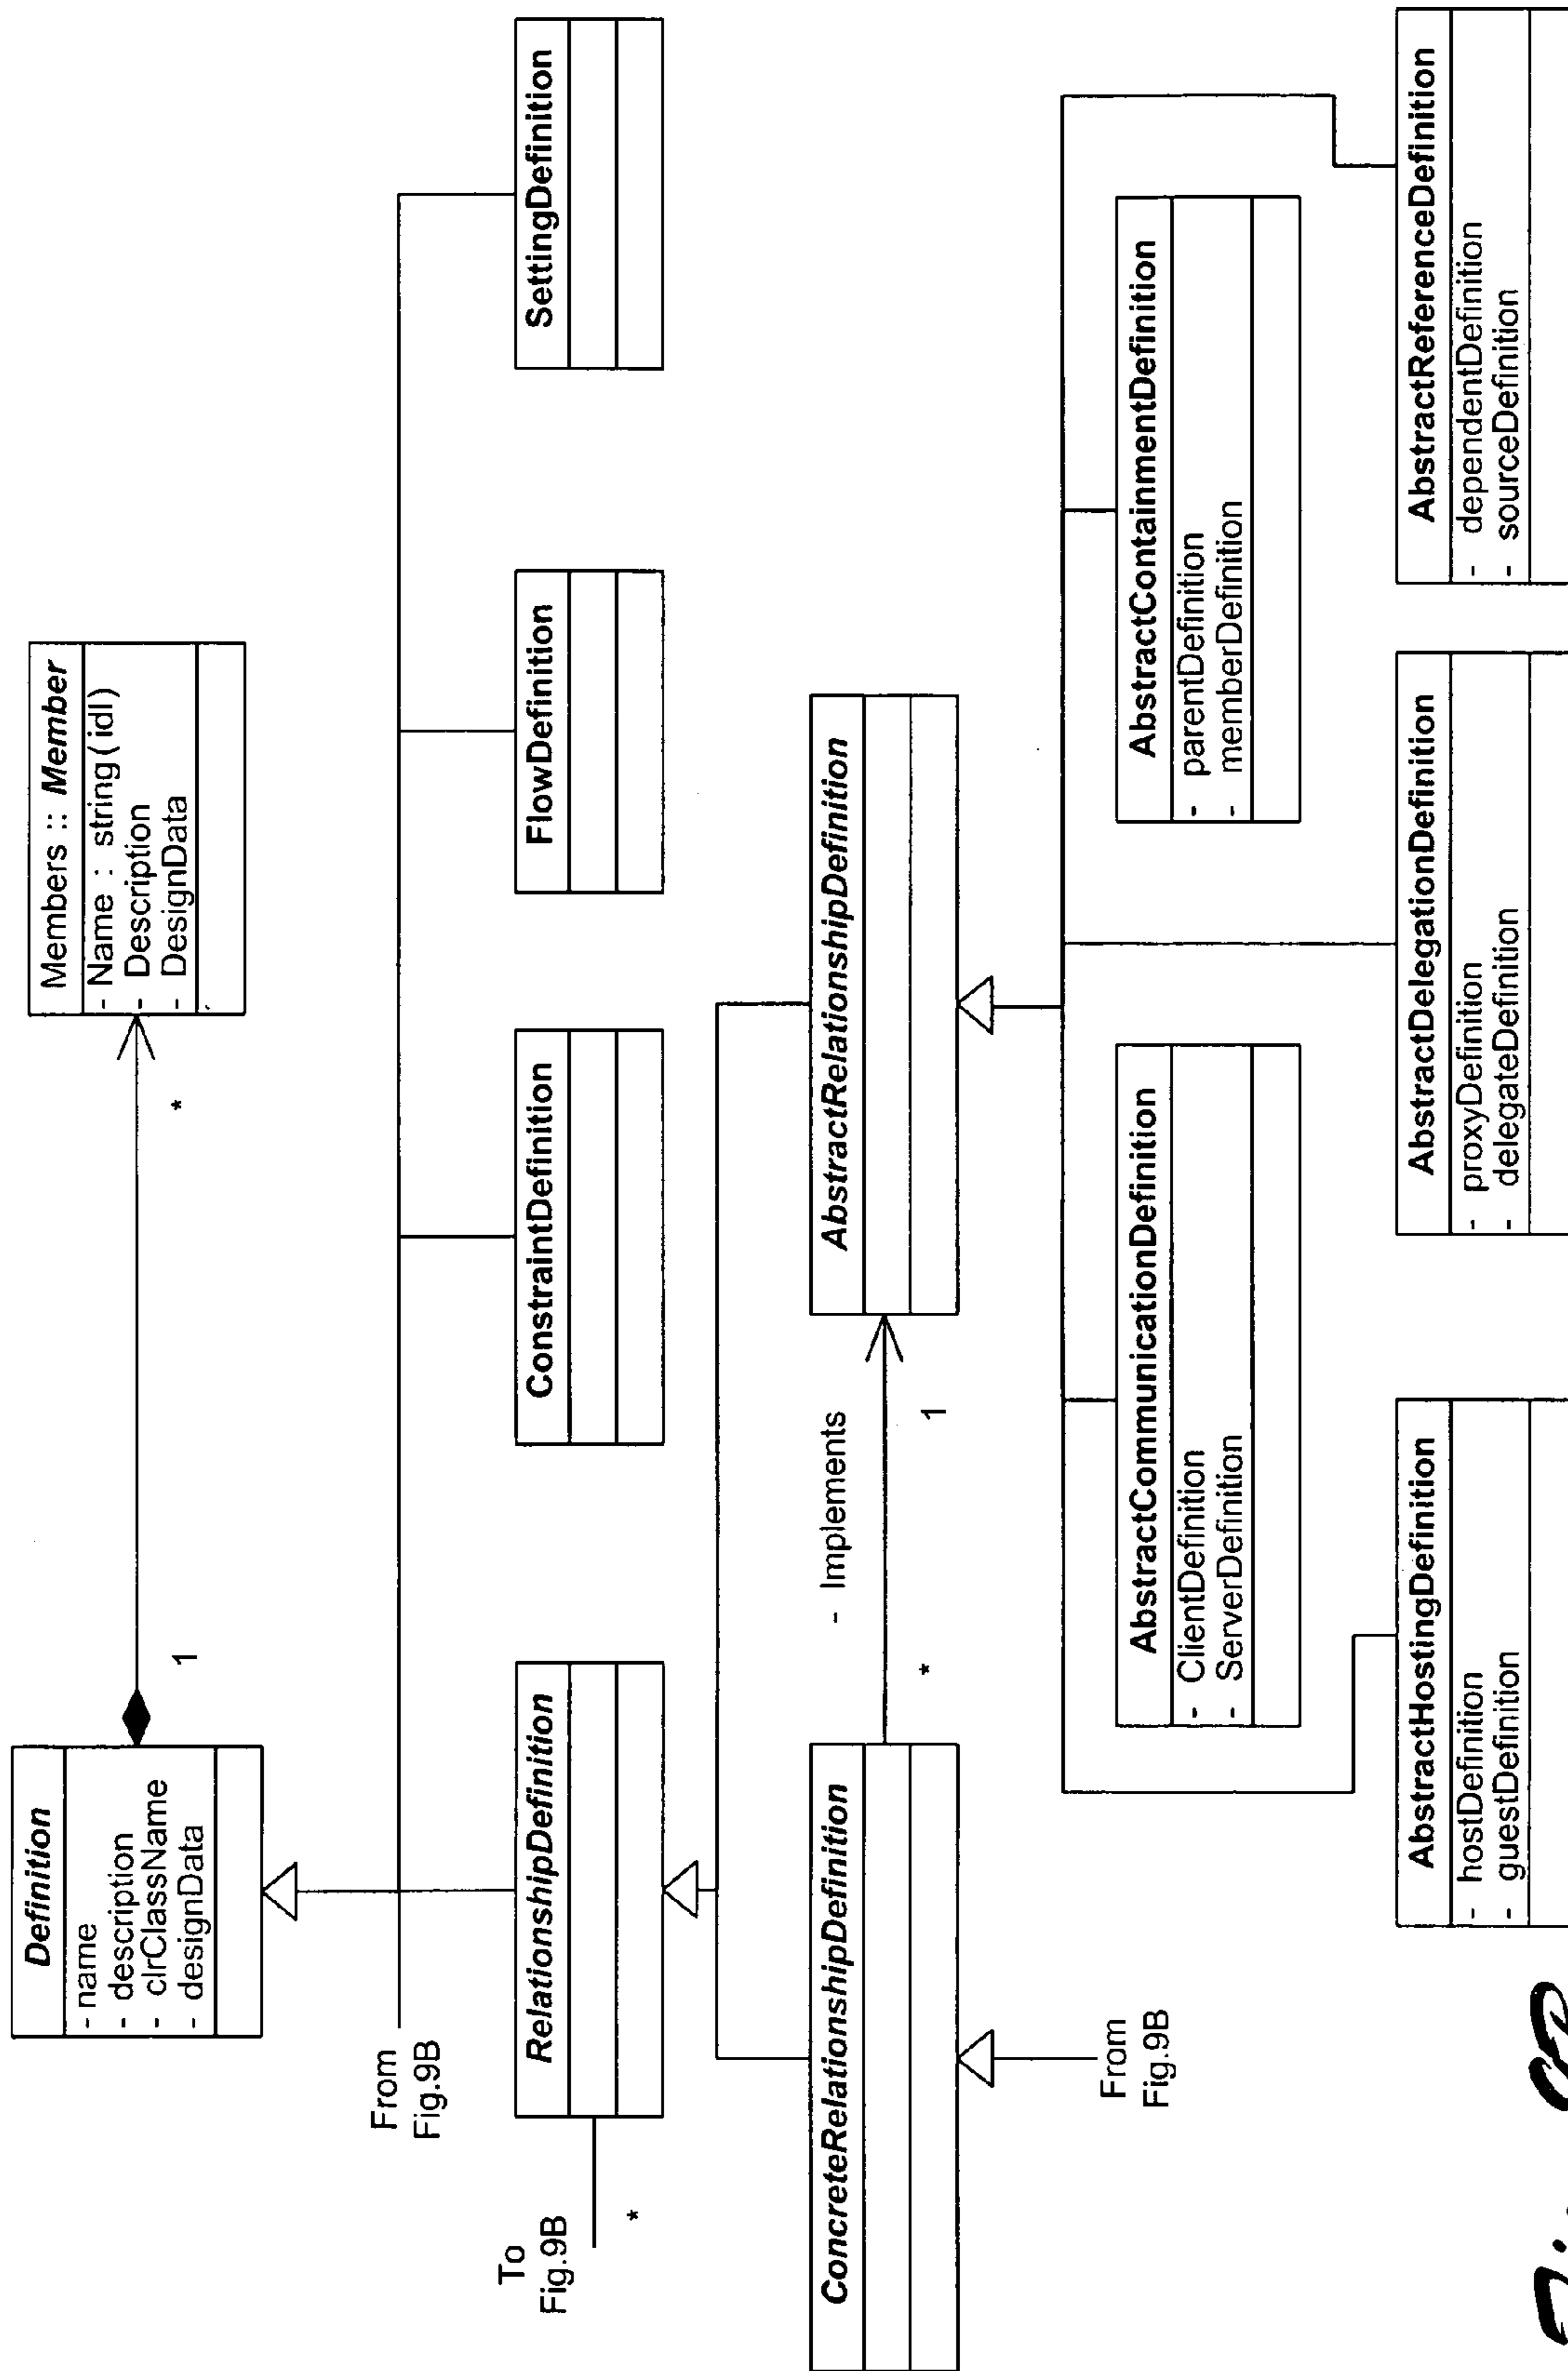 Definition
- name
- description
- clrClassName
- designData
1
*
Members :: Member
- Name : string(idl)
- Description
- DesignData
From
Fig.9B
To
Fig.9B
*
RelationshipDefinition
ConstraintDefinition
FlowDefinition
SettingDefinition
ConcreteRelationshipDefinition
- Implements
*
1
AbstractRelationshipDefinition
From
Fig.9B
AbstractCommunicationDefinition
- ClientDefinition
- ServerDefinition
AbstractContainmentDefinition
- parentDefinition
- memberDefinition
AbstractHostingDefinition
- hostDefinition
- guestDefinition
AbstractDelegationDefinition
- proxyDefinition
- delegateDefinition
AbstractReferenceDefinition
- dependentDefinition
- sourceDefinition